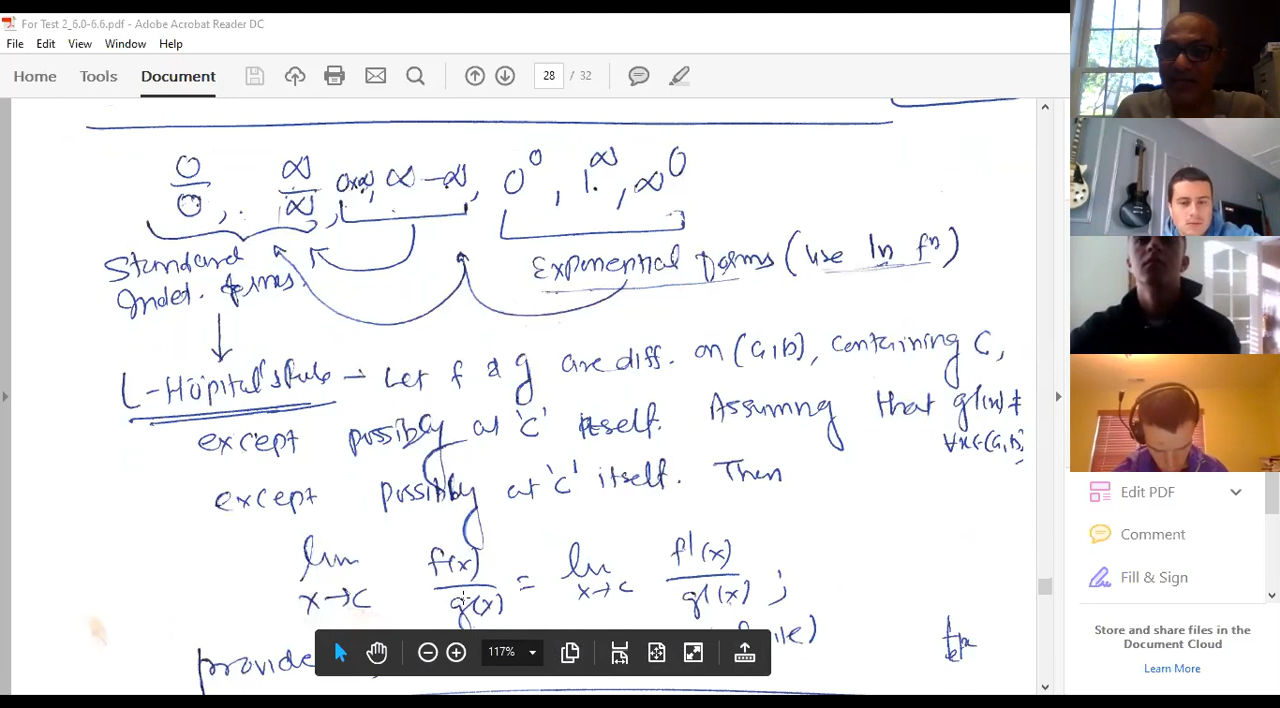 For Test 2_6.0-6.6.pdf - Adobe Acrobat Reader DC
File Edit View Window Help
Home Tools Document 28 / 32
0/0, ∞/∞, 0×∞, ∞-∞, 0^0, 1^∞, ∞^0
Standard
Indet. forms.
Exponential forms (use ln fn)
L-Hôpital's Rule - Let f & g are diff. on (a,b), containing C,
except possibly at 'c' itself. Assuming that g'(x) ≠
∀x∈(a,b)
except possibly at 'c' itself. Then
lim x→c f(x)/g(x) = lim x→c f'(x)/g'(x) ;
provide
117%
Edit PDF
Comment
Fill & Sign
Store and share files in the
Document Cloud
Learn More